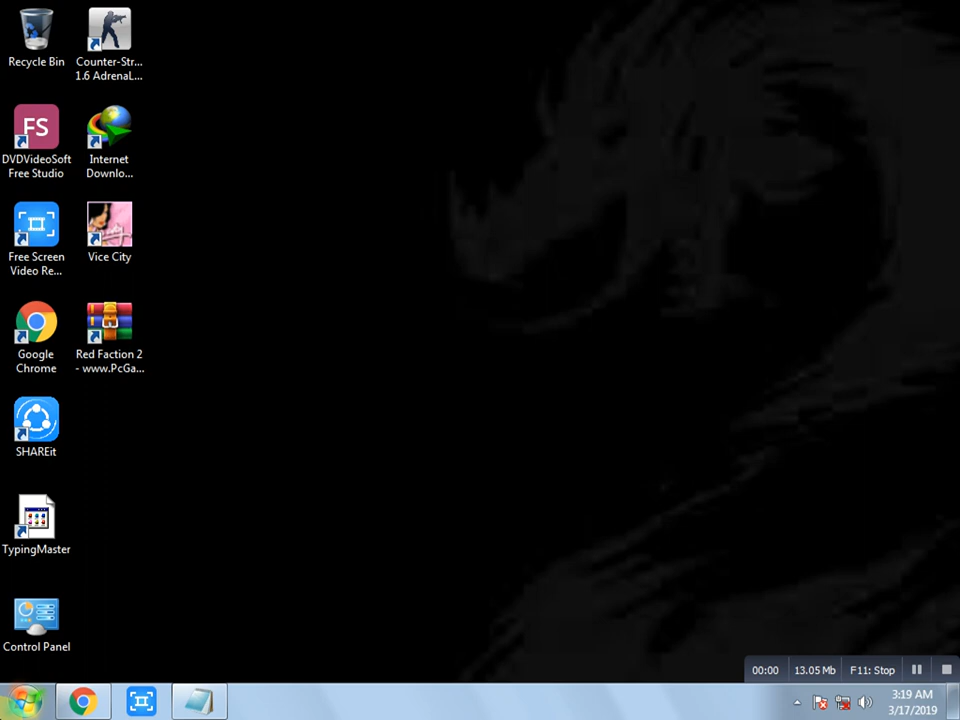 Recycle Bin
Counter-Str...
1.6 AdrenaL...
FS
DVDVideoSoft
Free Studio
Internet
Downlo...
Free Screen
Video Re...
Vice City
Google
Chrome
Red Faction 2
- www.PcGa...
SHAREit
TypingMaster
Control Panel
00:00
13.05 Mb
F11: Stop
3:19 AM
3/17/2019